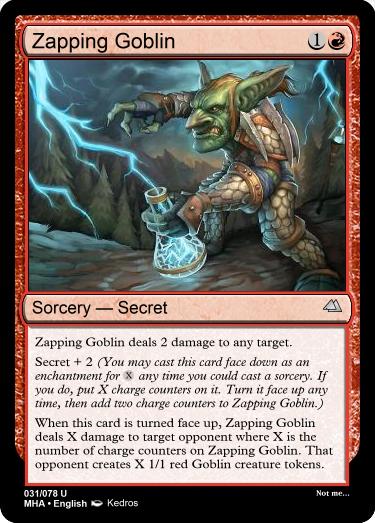 Zapping Goblin 1
Sorcery — Secret
Zapping Goblin deals 2 damage to any target.
Secret + 2 (You may cast this card face down as an
enchantment for X any time you could cast a sorcery. If
you do, put X charge counters on it. Turn it face up any
time, then add two charge counters to Zapping Goblin.)
When this card is turned face up, Zapping Goblin
deals X damage to target opponent where X is the
number of charge counters on Zapping Goblin. That
opponent creates X 1/1 red Goblin creature tokens.
031/078 U
Not me...
MHA • English Kedros